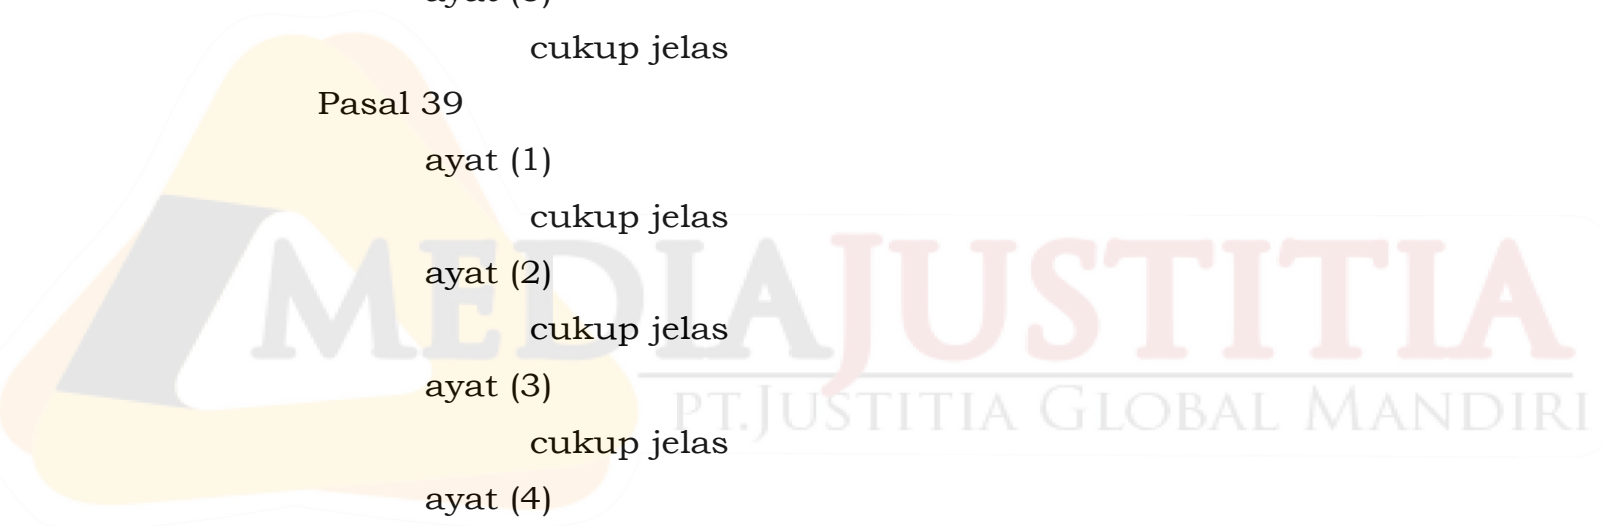 cukup jelas
Pasal 39
ayat (1)
cukup jelas
ayat (2)
cukup jelas
ayat (3)
cukup jelas
ayat (4)
MEDIAJUSTITIA
PT.JUSTITIA GLOBAL MANDIRI